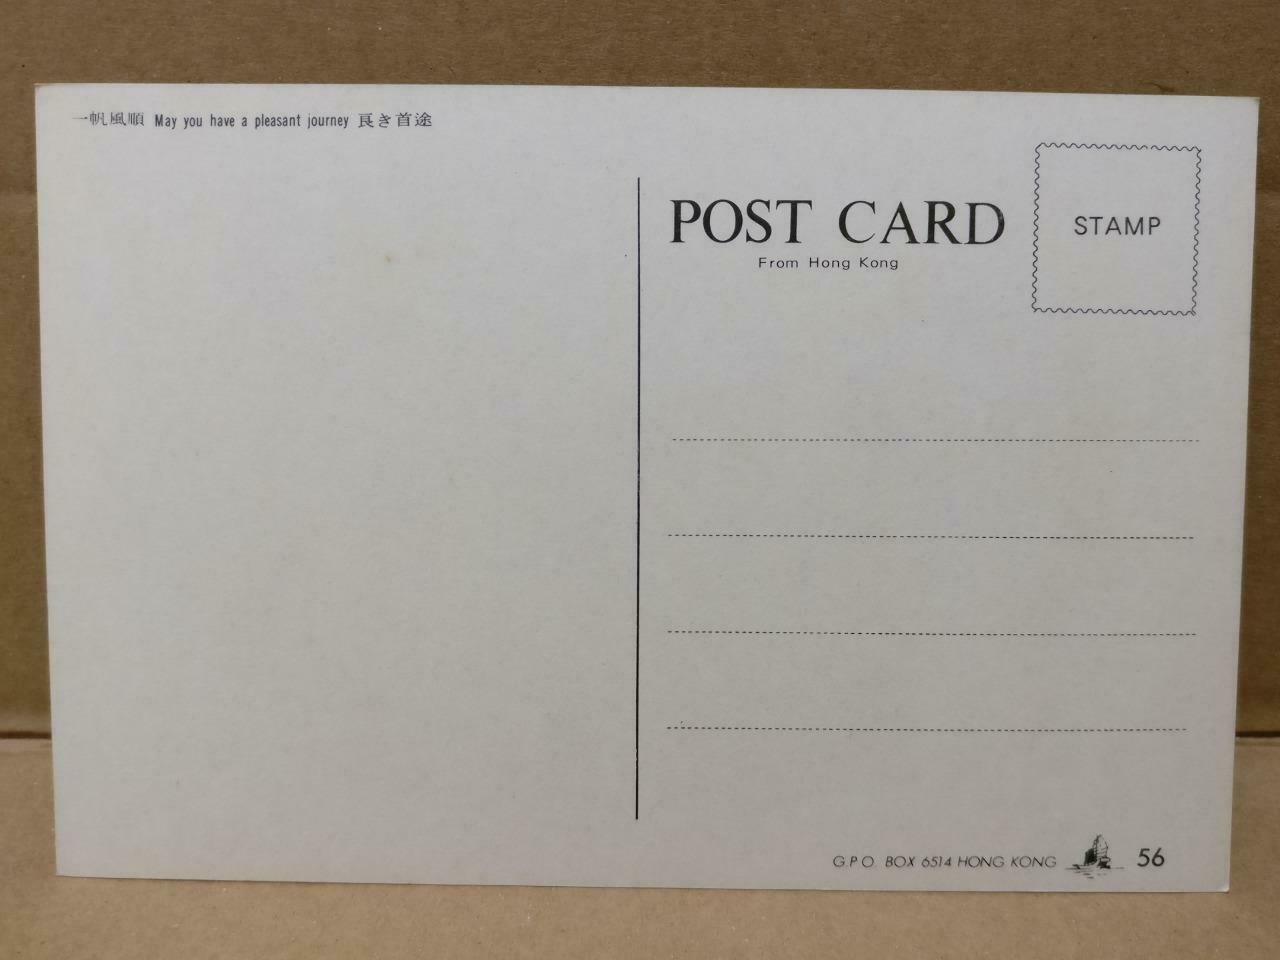 一帆風順 May you have a pleasant journey 良き首途
POST CARD
From Hong Kong
STAMP
G.P.O. BOX 6514 HONG KONG 56